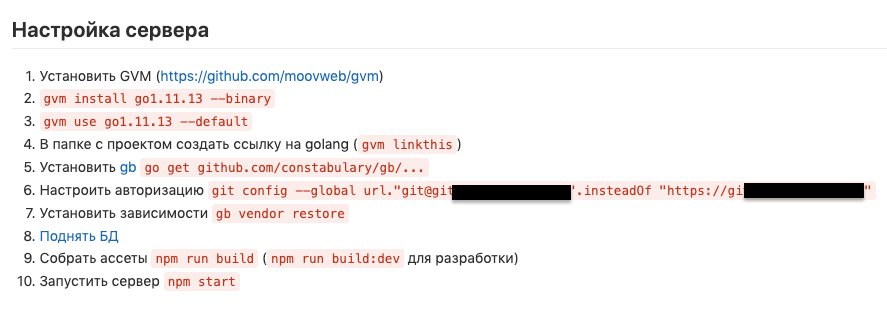 Настройка сервера
1. Установить GVM (https://github.com/moovweb/gvm)
2. gvm install go1.11.13 --binary
3. gvm use go1.11.13 --default
4. В папке с проектом создать ссылку на golang (gvm linkthis)
5. Установить gb go get github.com/constabulary/gb/...
6. Настроить авторизацию git config --global url."git@git ".insteadOf "https://gi "
7. Установить зависимости gb vendor restore
8. Поднять БД
9. Собрать ассеты npm run build (npm run build:dev для разработки)
10. Запустить сервер npm start